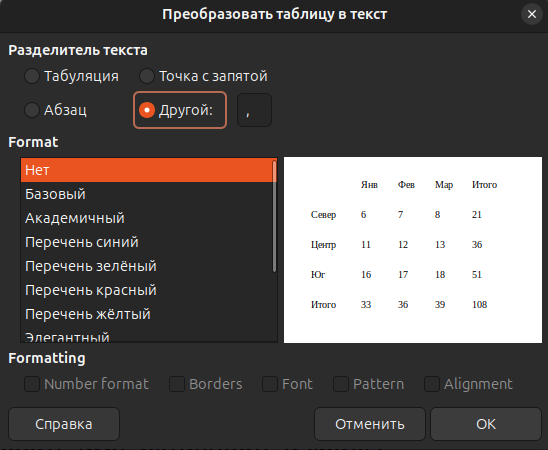 Преобразовать таблицу в текст
Разделитель текста
Табуляция Точка с запятой
Абзац Другой: ,
Format
Нет
Базовый
Академичный
Перечень синий
Перечень зелёный
Перечень красный
Перечень жёлтый
Элегантный
Янв Фев Мар Итого
Север 6 7 8 21
Центр 11 12 13 36
Юг 16 17 18 51
Итого 33 36 39 108
Formatting
Number format Borders Font Pattern Alignment
Справка Отменить OK